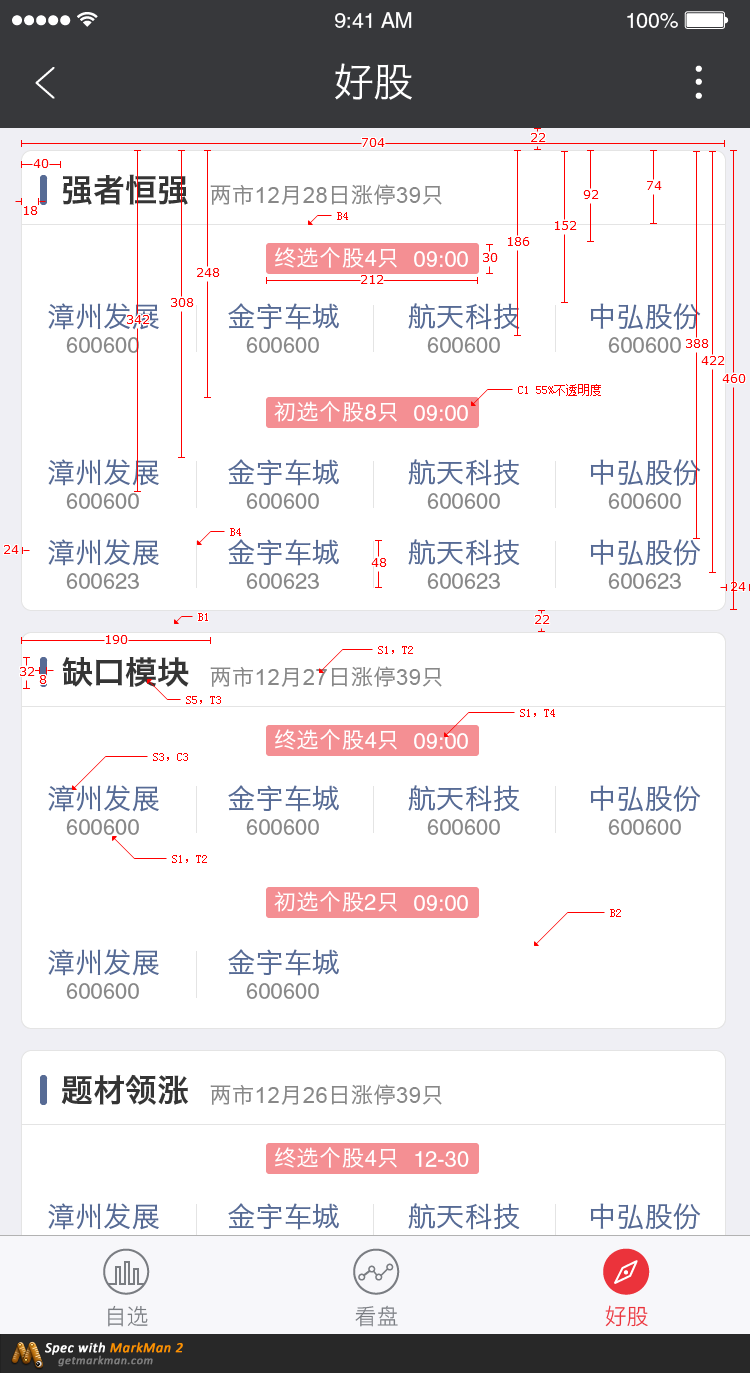 9:41 AM 100%
好股
22
704
40
强者恒强 两市12月28日涨停39只
18
74
92
B4
152
186
终选个股4只 09:00
30
248
212
308
漳州发展 金宇车城 航天科技 中弘股份
342
600600 600600 600600 600600
388
422
460
C1 55%不透明度
初选个股8只 09:00
漳州发展 金宇车城 航天科技 中弘股份
600600 600600 600600 600600
B4
24
漳州发展 金宇车城 航天科技 中弘股份
48
600623 600623 600623 600623
24
B1
22
190
S1, T2
32
8
缺口模块 两市12月27日涨停39只
S5, T3
S1, T4
终选个股4只 09:00
S3, C3
漳州发展 金宇车城 航天科技 中弘股份
600600 600600 600600 600600
S1, T2
初选个股2只 09:00
B2
漳州发展 金宇车城
600600 600600
题材领涨 两市12月26日涨停39只
终选个股4只 12-30
漳州发展 金宇车城 航天科技 中弘股份
自选 看盘 好股
Spec with MarkMan 2
getmarkman.com